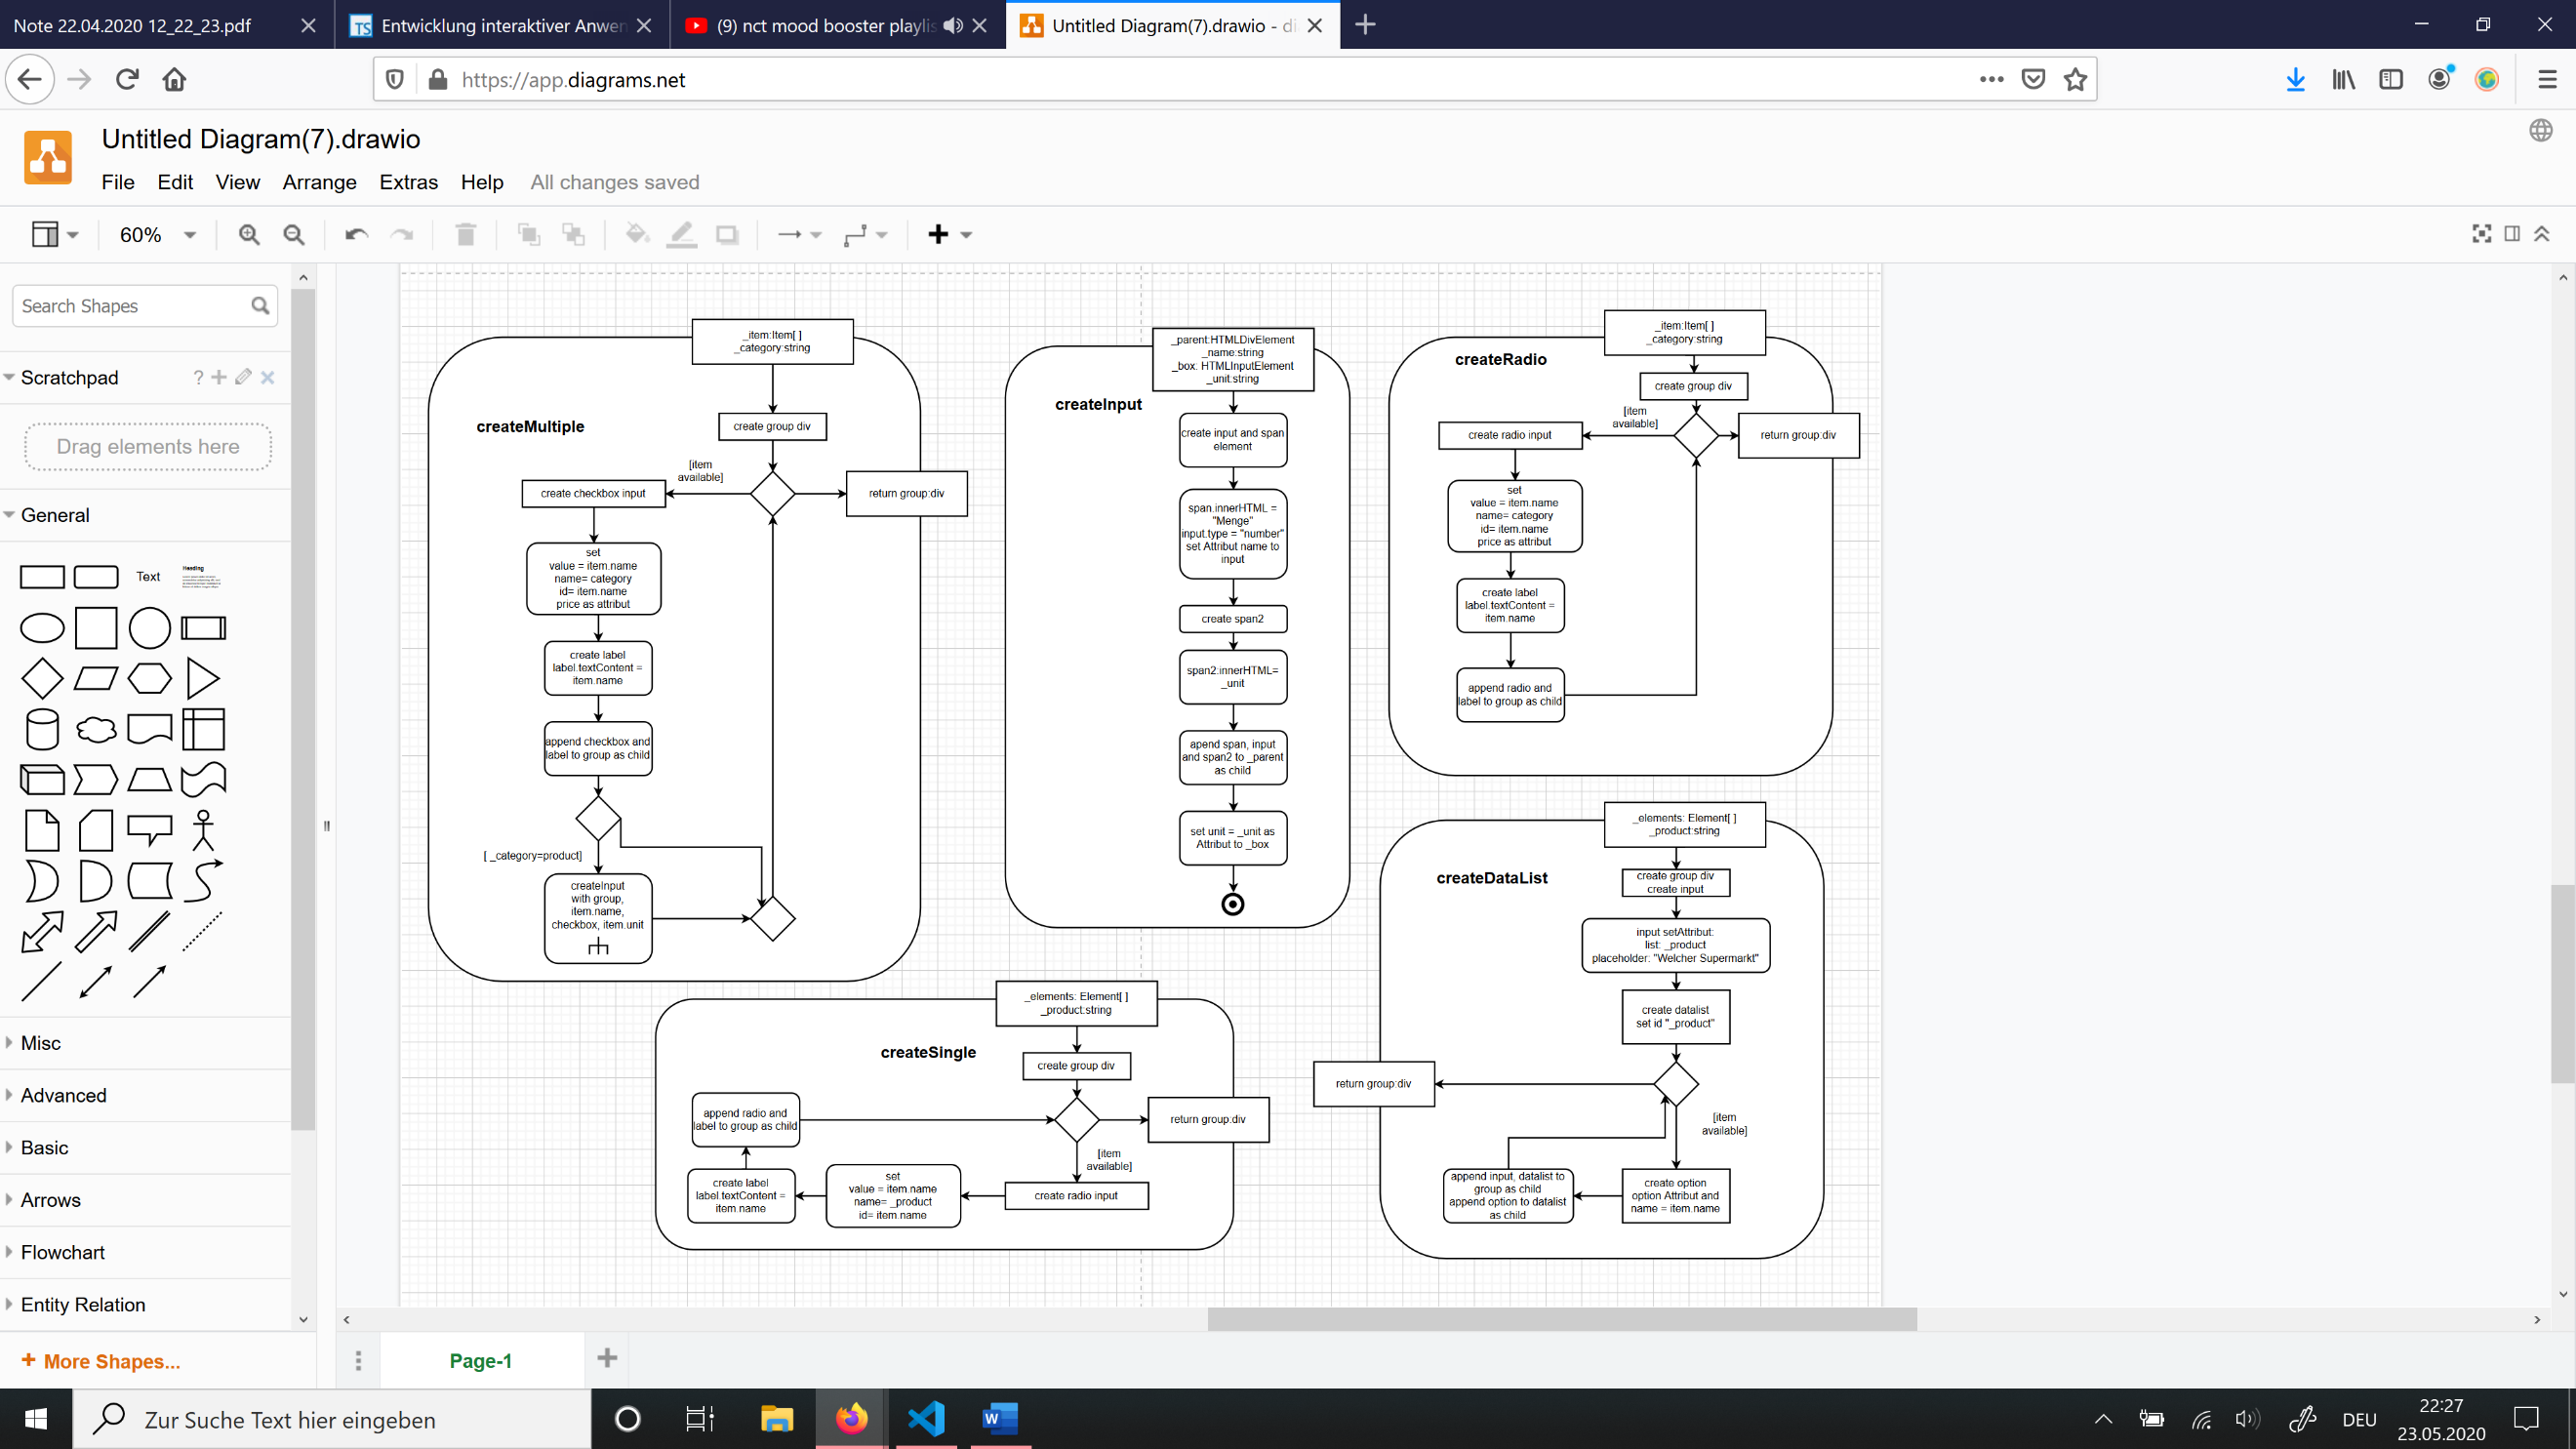 Note 22.04.2020 12_22_23.pdf
Entwicklung interaktiver Anwen
(9) nct mood booster playlis
Untitled Diagram(7).drawio - di
https://app.diagrams.net
Untitled Diagram(7).drawio
File Edit View Arrange Extras Help All changes saved
60%
Search Shapes
Scratchpad
?
Drag elements here
General
Text
Heading
Misc
Advanced
Basic
Arrows
Flowchart
Entity Relation
+ More Shapes...
createMultiple
_item:Item[ ]
_category:string
create group div
[item
available]
create checkbox input
return group:div
set
value = item.name
name= category
id= item.name
price as attribut
create label
label.textContent =
item.name
append checkbox and
label to group as child
[ _category=product]
createInput
with group,
item.name,
checkbox, item.unit
createInput
_parent:HTMLDivElement
_name:string
_box: HTMLInputElement
_unit:string
create input and span
element
span.innerHTML =
"Menge"
input.type = "number"
set Attribut name to
input
create span2
span2:innerHTML=
_unit
apend span, input
and span2 to _parent
as child
set unit = _unit as
Attribut to _box
createRadio
_item:Item[ ]
_category:string
create group div
[item
available]
create radio input
return group:div
set
value = item.name
name= category
id= item.name
price as attribut
create label
label.textContent =
item.name
append radio and
label to group as child
createSingle
_elements: Element[ ]
_product:string
create group div
append radio and
label to group as child
return group:div
[item
available]
create label
label.textContent =
item.name
set
value = item.name
name= _product
id= item.name
create radio input
createDataList
_elements: Element[ ]
_product:string
create group div
create input
input setAttribut:
list: _product
placeholder: "Welcher Supermarkt"
create datalist
set id "_product"
return group:div
[item
available]
append input, datalist to
group as child
append option to datalist
as child
create option
option Attribut and
name = item.name
Page-1
Zur Suche Text hier eingeben
DEU
22:27
23.05.2020